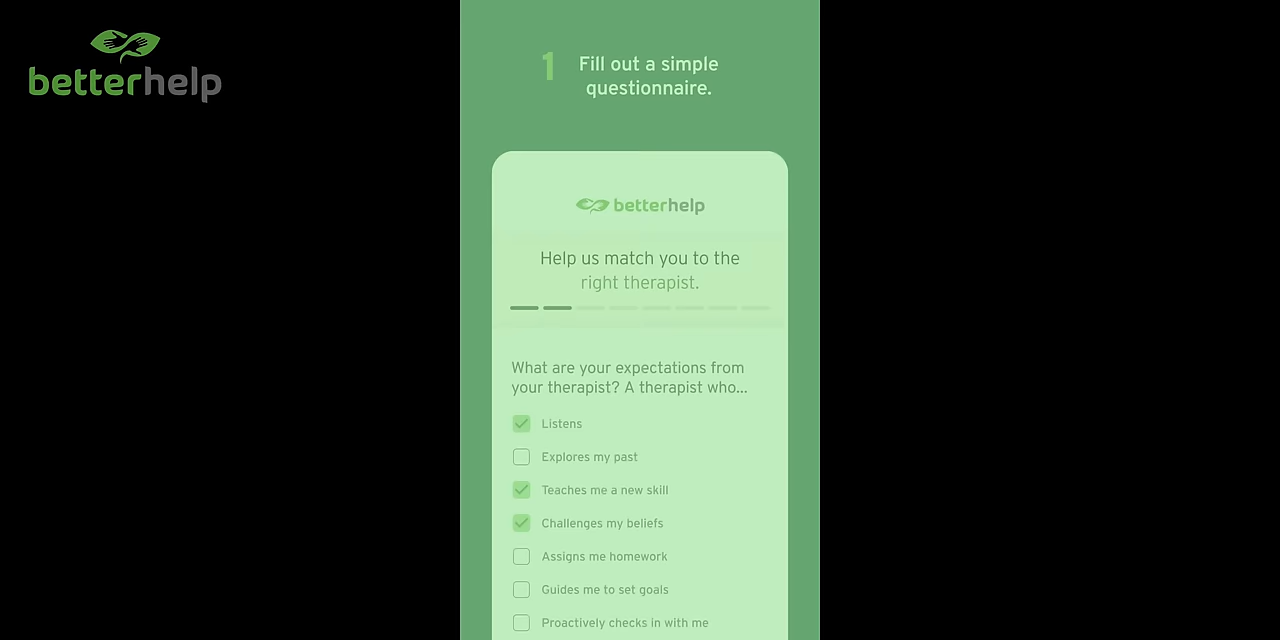 betterhelp
1
Fill out a simple
questionnaire.
betterhelp
Help us match you to the
right therapist.
What are your expectations from
your therapist? A therapist who...
Listens
Explores my past
Teaches me a new skill
Challenges my beliefs
Assigns me homework
Guides me to set goals
Proactively checks in with me